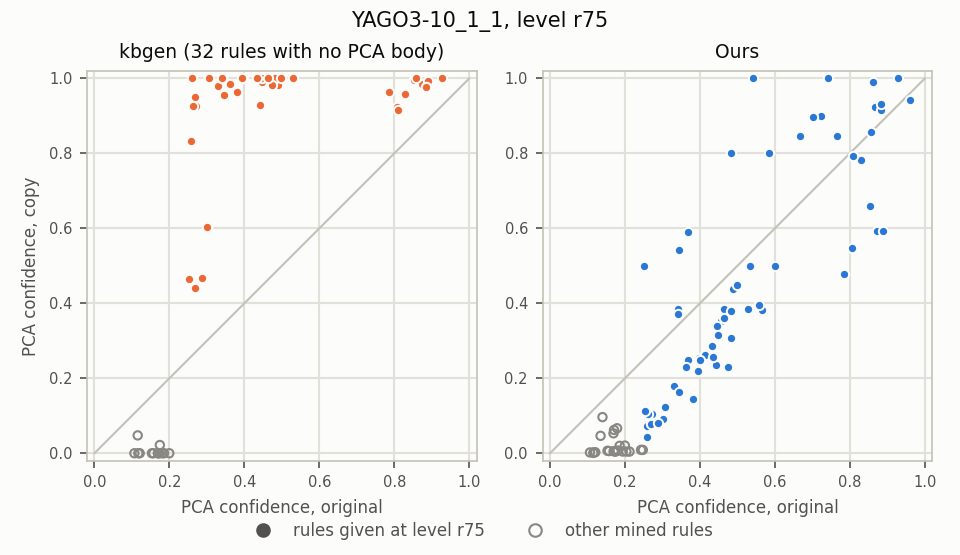 YAGO3-10_1_1, level r75
kbgen (32 rules with no PCA body)
Ours
1.0
0.8
0.6
0.4
0.2
0.0
PCA confidence, copy
0.0 0.2 0.4 0.6 0.8 1.0
PCA confidence, original
1.0
0.8
0.6
0.4
0.2
0.0
0.0 0.2 0.4 0.6 0.8 1.0
PCA confidence, original
rules given at level r75
other mined rules